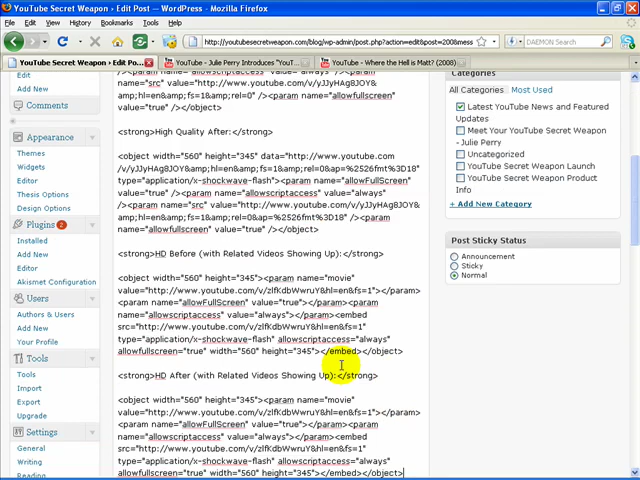 YouTube Secret Weapon › Edit Post — WordPress - Mozilla Firefox
File Edit View History Bookmarks Tools Help
http://youtubesecretweapon.com/blog/wp-admin/post.php?action=edit&post=2008&mess
DAEMON Search
YouTube Secret Weapon › Edit Po...
YouTube - Julie Perry Introduces "YouT...
YouTube - Where the Hell is Matt? (2008)
Edit
Add New
Comments
Appearance
Themes
Widgets
Editor
Thesis Options
Design Options
Plugins 2
Installed
Add New
Editor
Akismet Configuration
Users
Authors & Users
Add New
Your Profile
Tools
Tools
Import
Export
Upgrade
Settings
General
Writing
Reading
/><param name="allowscriptaccess" value="always" /><param
name="src" value="http://www.youtube.com/v/yJJyHAg8JOY&
amp;hl=en&amp;fs=1&amp;rel=0" /><param name="allowfullscreen"
value="true" /></object>
<strong>High Quality After:</strong>
<object width="560" height="345" data="http://www.youtube.com
/v/yJJyHAg8JOY&amp;hl=en&amp;fs=1&amp;rel=0&ap=%2526fmt%3D18"
type="application/x-shockwave-flash"><param name="allowFullScreen"
value="true" /><param name="allowscriptaccess" value="always"
/><param name="src" value="http://www.youtube.com/v/yJJyHAg8JOY&
amp;hl=en&amp;fs=1&amp;rel=0&ap=%2526fmt%3D18" /><param
name="allowfullscreen" value="true" /></object>
<strong>HD Before (with Related Videos Showing Up):</strong>
<object width="560" height="345"><param name="movie"
value="http://www.youtube.com/v/zlfKdbWwruY&hl=en&fs=1"></param>
<param name="allowFullScreen" value="true"></param><param
name="allowscriptaccess" value="always"></param><embed
src="http://www.youtube.com/v/zlfKdbWwruY&hl=en&fs=1"
type="application/x-shockwave-flash" allowscriptaccess="always"
allowfullscreen="true" width="560" height="345"></embed></object>
<strong>HD After (with Related Videos Showing Up):</strong>
<object width="560" height="345"><param name="movie"
value="http://www.youtube.com/v/zlfKdbWwruY&hl=en&fs=1"></param>
<param name="allowFullScreen" value="true"></param><param
name="allowscriptaccess" value="always"></param><embed
src="http://www.youtube.com/v/zlfKdbWwruY&hl=en&fs=1"
type="application/x-shockwave-flash" allowscriptaccess="always"
allowfullscreen="true" width="560" height="345"></embed></object>
Categories
All Categories Most Used
Latest YouTube News and Featured
Updates
Meet Your YouTube Secret Weapon
- Julie Perry
Uncategorized
YouTube Secret Weapon Launch
YouTube Secret Weapon Product
Info
+ Add New Category
Post Sticky Status
Announcement
Sticky
Normal